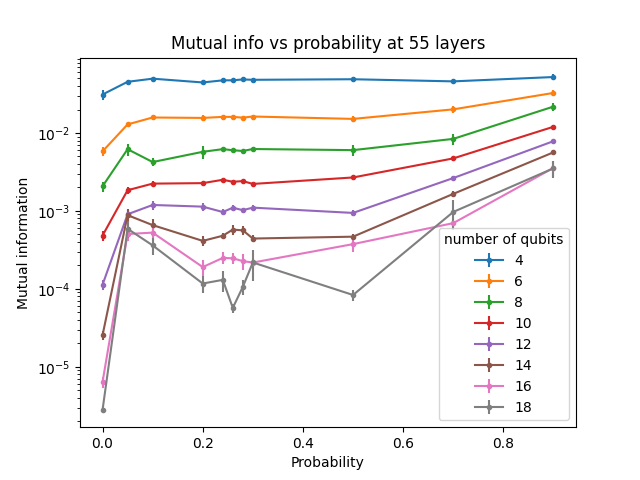 Mutual info vs probability at 55 layers
Mutual information
10⁻²
10⁻³
10⁻⁴
10⁻⁵
number of qubits
4
6
8
10
12
14
16
18
0.0 0.2 0.4 0.6 0.8
Probability